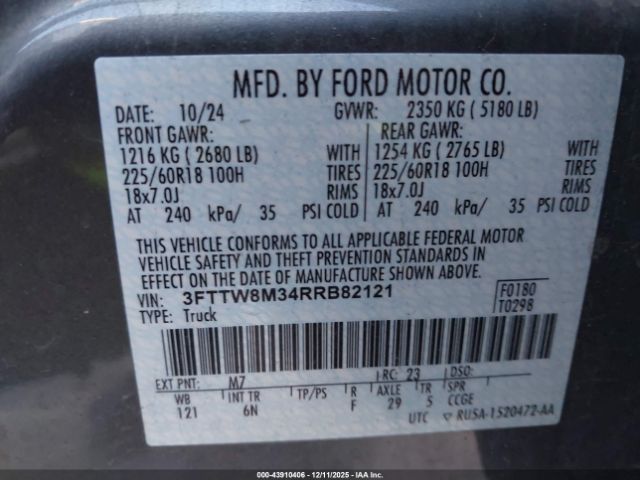 MFD. BY FORD MOTOR CO.
DATE: 10/24 GVWR: 2350 KG ( 5180 LB)
FRONT GAWR: REAR GAWR:
1216 KG ( 2680 LB) WITH 1254 KG ( 2765 LB) WITH
225/60R18 100H TIRES 225/60R18 100H TIRES
18x7.0J RIMS 18x7.0J RIMS
AT 240 kPa/ 35 PSI COLD AT 240 kPa/ 35 PSI COLD
THIS VEHICLE CONFORMS TO ALL APPLICABLE FEDERAL MOTOR
VEHICLE SAFETY AND THEFT PREVENTION STANDARDS IN
EFFECT ON THE DATE OF MANUFACTURE SHOWN ABOVE.
VIN: 3FTTW8M34RRB82121 F0180
TYPE: Truck T0298
EXT PNT: M7 RC: 23 DSO:
WB INT TR TP/PS R AXLE TR SPR
121 6N F 29 5 CCGE
UTC ▽ RUSA-1520472-AA
000-43910406 - 12/11/2025 - IAAI.COM